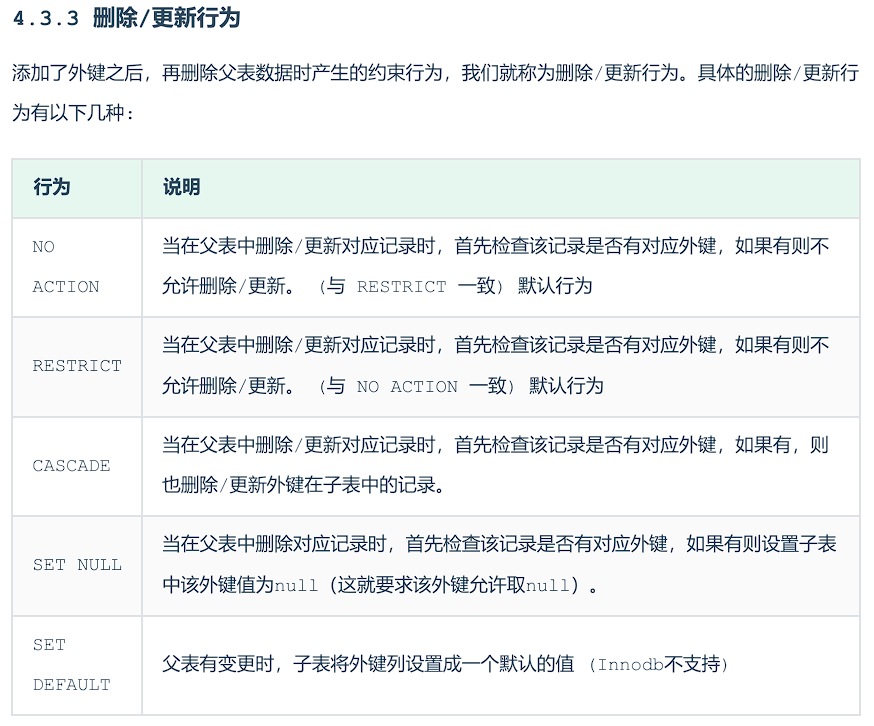 4.3.3 删除/更新行为
添加了外键之后，再删除父表数据时产生的约束行为，我们就称为删除/更新行为。具体的删除/更新行
为有以下几种：
行为 说明
NO
ACTION
当在父表中删除/更新对应记录时，首先检查该记录是否有对应外键，如果有则不
允许删除/更新。 （与 RESTRICT 一致） 默认行为
RESTRICT
当在父表中删除/更新对应记录时，首先检查该记录是否有对应外键，如果有则不
允许删除/更新。 （与 NO ACTION 一致） 默认行为
CASCADE
当在父表中删除/更新对应记录时，首先检查该记录是否有对应外键，如果有，则
也删除/更新外键在子表中的记录。
SET NULL
当在父表中删除对应记录时，首先检查该记录是否有对应外键，如果有则设置子表
中该外键值为null（这就要求该外键允许取null）。
SET
DEFAULT
父表有变更时，子表将外键列设置成一个默认的值 （Innodb不支持）